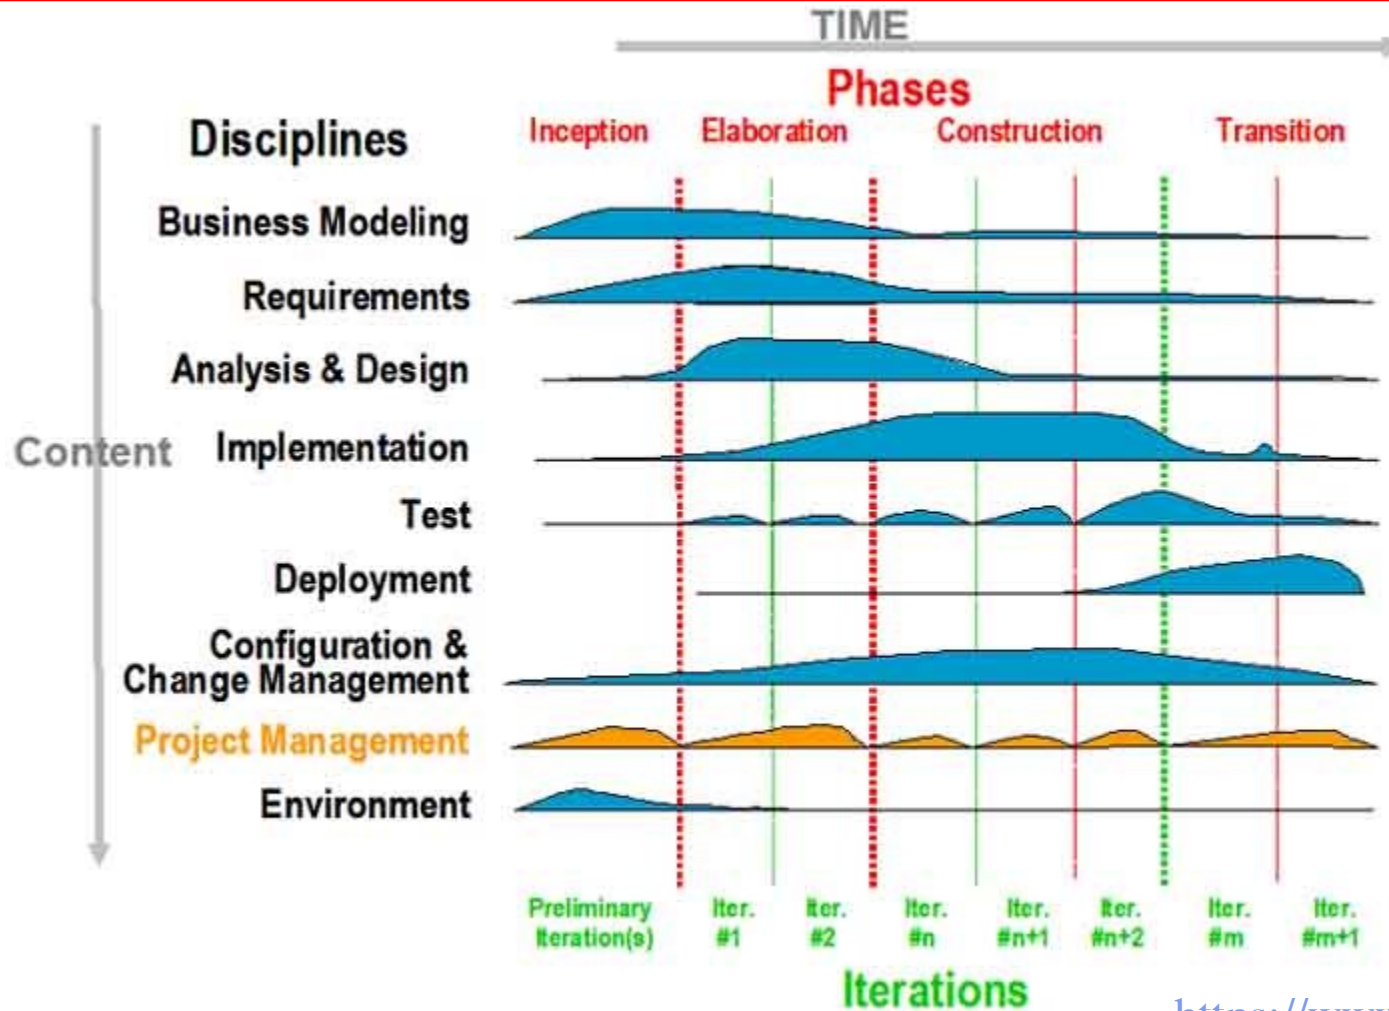 TIME
Phases
Disciplines
Inception
Elaboration
Construction
Transition
Business Modeling
Requirements
Analysis & Design
Content
Implementation
Test
Deployment
Configuration &
Change Management
Project Management
Environment
Preliminary
Iteration(s)
Iter.
#1
Iter.
#2
Iter.
#n
Iter.
#n+1
Iter.
#n+2
Iter.
#m
Iter.
#m+1
Iterations